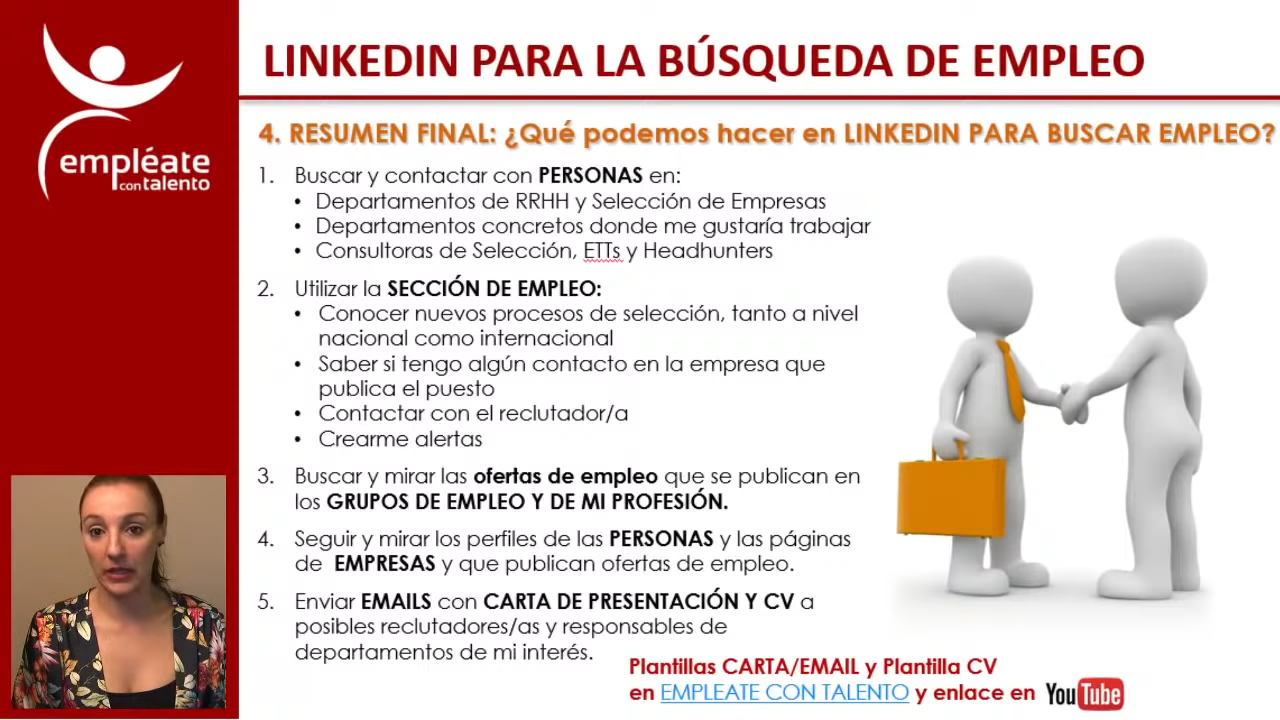 empléate
con talento
LINKEDIN PARA LA BÚSQUEDA DE EMPLEO
4. RESUMEN FINAL: ¿Qué podemos hacer en LINKEDIN PARA BUSCAR EMPLEO?
1. Buscar y contactar con PERSONAS en:
• Departamentos de RRHH y Selección de Empresas
• Departamentos concretos donde me gustaría trabajar
• Consultoras de Selección, ETTs y Headhunters
2. Utilizar la SECCIÓN DE EMPLEO:
• Conocer nuevos procesos de selección, tanto a nivel
nacional como internacional
• Saber si tengo algún contacto en la empresa que
publica el puesto
• Contactar con el reclutador/a
• Crearme alertas
3. Buscar y mirar las ofertas de empleo que se publican en
los GRUPOS DE EMPLEO Y DE MI PROFESIÓN.
4. Seguir y mirar los perfiles de las PERSONAS y las páginas
de EMPRESAS y que publican ofertas de empleo.
5. Enviar EMAILS con CARTA DE PRESENTACIÓN Y CV a
posibles reclutadores/as y responsables de
departamentos de mi interés.
Plantillas CARTA/EMAIL y Plantilla CV
en EMPLEATE CON TALENTO y enlace en YouTube